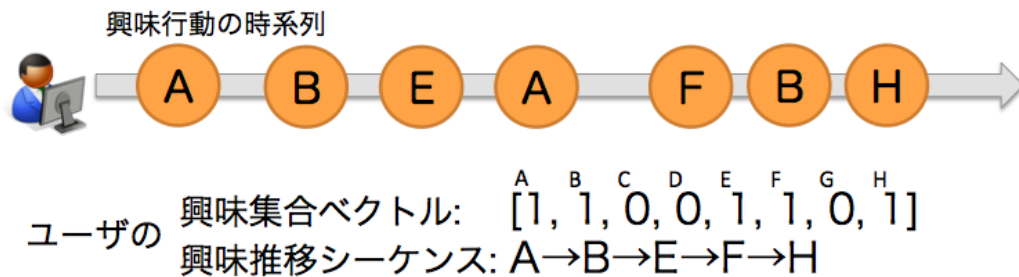 興味行動の時系列
A B E A F B H
A B C D E F G H
興味集合ベクトル: [1, 1, 0, 0, 1, 1, 0, 1]
ユーザの
興味推移シーケンス: A→B→E→F→H